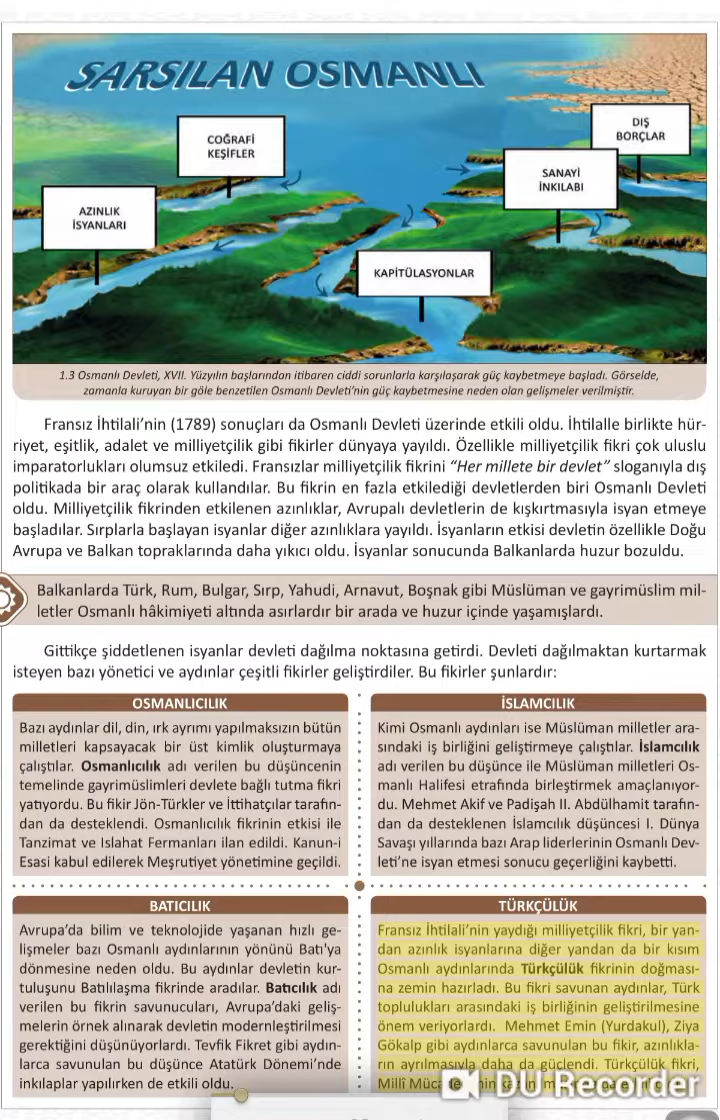 SARSILAN OSMANLI
DIŞ
BORÇLAR
COĞRAFİ
KEŞİFLER
SANAYİ
İNKILABI
AZINLIK
İSYANLARI
KAPİTÜLASYONLAR
1.3 Osmanlı Devleti, XVII. Yüzyılın başlarından itibaren ciddi sorunlarla karşılaşarak güç kaybetmeye başladı. Görselde,
zamanla kuruyan bir göle benzetilen Osmanlı Devleti'nin güç kaybetmesine neden olan gelişmeler verilmiştir.
Fransız İhtilali'nin (1789) sonuçları da Osmanlı Devleti üzerinde etkili oldu. İhtilalle birlikte hür-
riyet, eşitlik, adalet ve milliyetçilik gibi fikirler dünyaya yayıldı. Özellikle milliyetçilik fikri çok uluslu
imparatorlukları olumsuz etkiledi. Fransızlar milliyetçilik fikrini "Her millete bir devlet" sloganıyla dış
politikada bir araç olarak kullandılar. Bu fikrin en fazla etkilediği devletlerden biri Osmanlı Devleti
oldu. Milliyetçilik fikrinden etkilenen azınlıklar, Avrupalı devletlerin de kışkırtmasıyla isyan etmeye
başladılar. Sırplarla başlayan isyanlar diğer azınlıklara yayıldı. İsyanların etkisi devletin özellikle Doğu
Avrupa ve Balkan topraklarında daha yıkıcı oldu. İsyanlar sonucunda Balkanlarda huzur bozuldu.
Balkanlarda Türk, Rum, Bulgar, Sırp, Yahudi, Arnavut, Boşnak gibi Müslüman ve gayrimüslim mil-
letler Osmanlı hâkimiyeti altında asırlardır bir arada ve huzur içinde yaşamışlardı.
Gittikçe şiddetlenen isyanlar devleti dağılma noktasına getirdi. Devleti dağılmaktan kurtarmak
isteyen bazı yönetici ve aydınlar çeşitli fikirler geliştirdiler. Bu fikirler şunlardır:
OSMANLICILIK
Bazı aydınlar dil, din, ırk ayrımı yapılmaksızın bütün
milletleri kapsayacak bir üst kimlik oluşturmaya
çalıştılar. Osmanlıcılık adı verilen bu düşüncenin
temelinde gayrimüslimleri devlete bağlı tutma fikri
yatıyordu. Bu fikir Jön-Türkler ve İttihatçılar tarafın-
dan da desteklendi. Osmanlıcılık fikrinin etkisi ile
Tanzimat ve Islahat Fermanları ilan edildi. Kanun-i
Esasi kabul edilerek Meşrutiyet yönetimine geçildi.
İSLAMCILIK
Kimi Osmanlı aydınları ise Müslüman milletler ara-
sındaki iş birliğini geliştirmeye çalıştılar. İslamcılık
adı verilen bu düşünce ile Müslüman milletleri Os-
manlı Halifesi etrafında birleştirmek amaçlanıyor-
du. Mehmet Akif ve Padişah II. Abdülhamit tarafın-
dan da desteklenen İslamcılık düşüncesi I. Dünya
Savaşı yıllarında bazı Arap liderlerinin Osmanlı Dev-
leti'ne isyan etmesi sonucu geçerliğini kaybetti.
BATICILIK
Avrupa'da bilim ve teknolojide yaşanan hızlı ge-
lişmeler bazı Osmanlı aydınlarının yönünü Batı'ya
dönmesine neden oldu. Bu aydınlar devletin kur-
tuluşunu Batılılaşma fikrinde aradılar. Batıcılık adı
verilen bu fikrin savunucuları, Avrupa'daki geliş-
melerin örnek alınarak devletin modernleştirilmesi
gerektiğini düşünüyorlardı. Tevfik Fikret gibi aydın-
larca savunulan bu düşünce Atatürk Dönemi'nde
inkılaplar yapılırken de etkili oldu.
TÜRKÇÜLÜK
Fransız İhtilali'nin yaydığı milliyetçilik fikri, bir yan-
dan azınlık isyanlarına diğer yandan da bir kısım
Osmanlı aydınlarında Türkçülük fikrinin doğması-
na zemin hazırladı. Bu fikri savunan aydınlar, Türk
toplulukları arasındaki iş birliğinin geliştirilmesine
önem veriyorlardı. Mehmet Emin (Yurdakul), Ziya
Gökalp gibi aydınlarca savunulan bu fikir, azınlıkla-
rın ayrılmasıyla daha da güçlendi. Türkçülük fikri,
Millî
DU Recorder